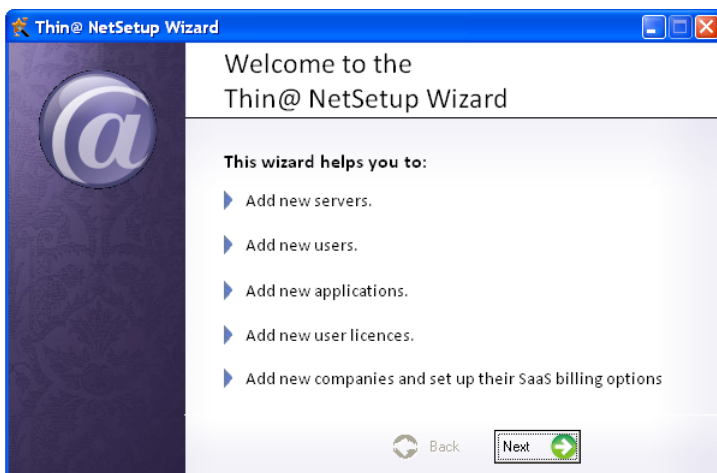 Thin@ NetSetup Wizard
Welcome to the
Thin@ NetSetup Wizard
This wizard helps you to:
Add new servers.
Add new users.
Add new applications.
Add new user licences.
Add new companies and set up their SaaS billing options
Back
Next